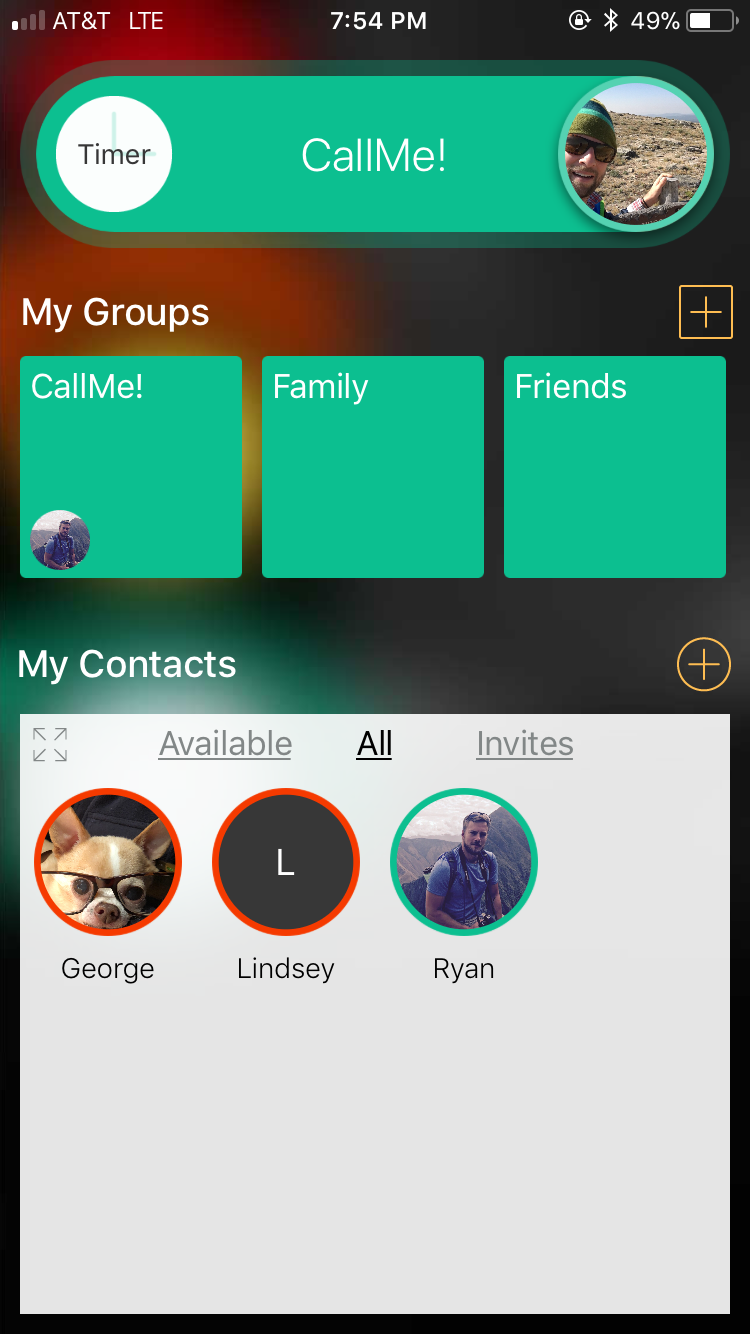 AT&T LTE 7:54 PM 49%
Timer CallMe!
My Groups
CallMe! Family Friends
My Contacts
Available All Invites
L
George Lindsey Ryan